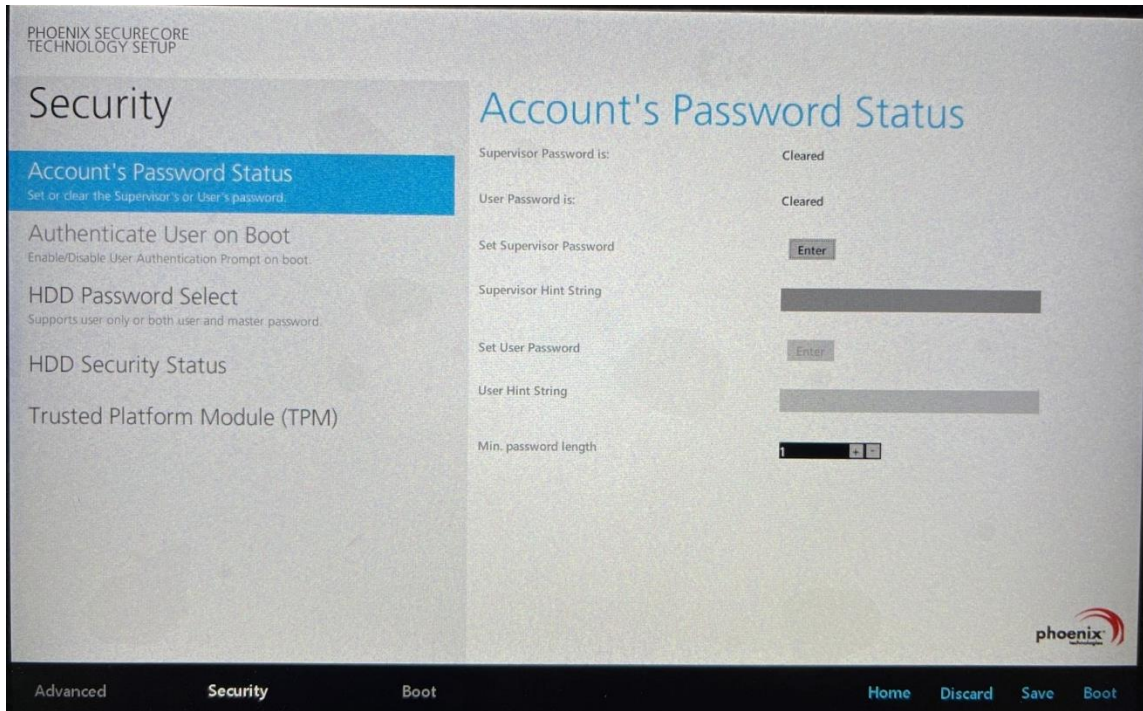 PHOENIX SECURECORE
TECHNOLOGY SETUP
Security
Account's Password Status
Set or clear the Supervisor's or User's password.
Authenticate User on Boot
Enable/Disable User Authentication Prompt on boot.
HDD Password Select
Supports user only or both user and master password.
HDD Security Status
Trusted Platform Module (TPM)
Account's Password Status
Supervisor Password is: Cleared
User Password is: Cleared
Set Supervisor Password Enter
Supervisor Hint String
Set User Password Enter
User Hint String
Min. password length 1 + -
phoenix
technologies
Advanced Security Boot Home Discard Save Boot